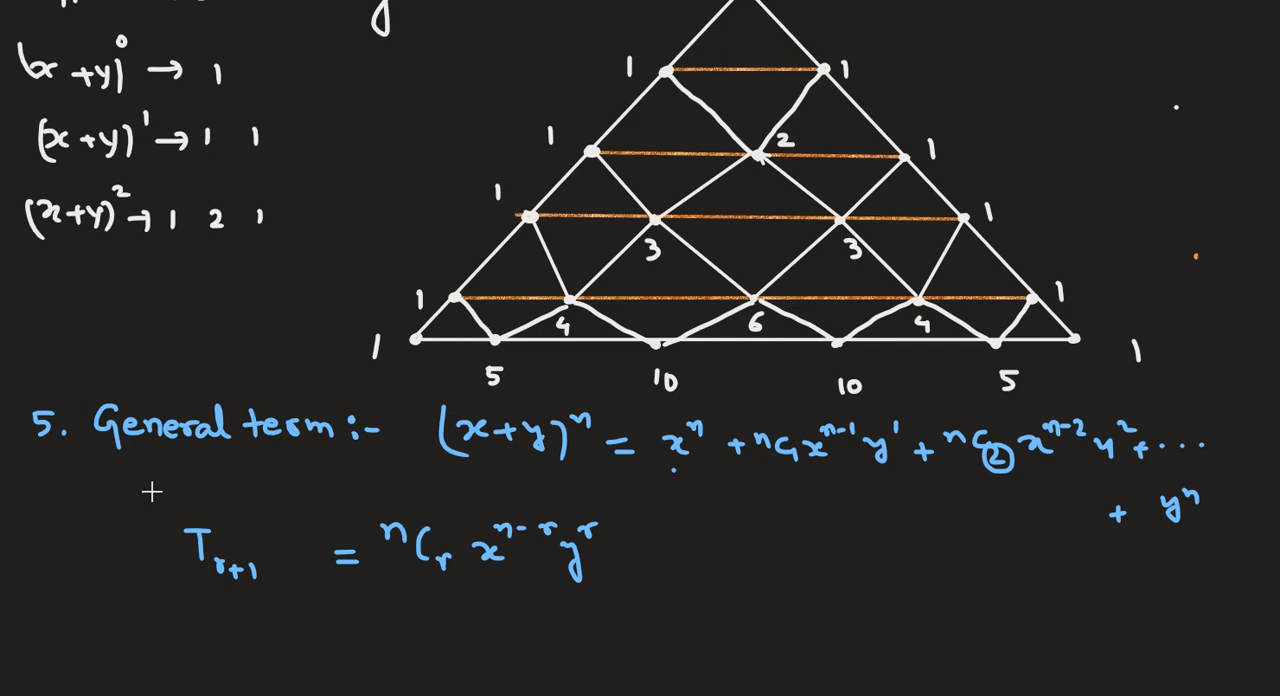 1 1
(x+y)⁰ → 1
1 2 1
(x+y)¹ → 1 1
1 3 3 1
(x+y)² → 1 2 1
1 4 6 4 1
1 5 10 10 5 1
5. General term :- (x+y)ⁿ = xⁿ + ⁿC₁xⁿ⁻¹y¹ + ⁿC₂xⁿ⁻²y² + ...
+ yⁿ
Tᵣ₊₁ = ⁿCᵣ xⁿ⁻ʳyʳ